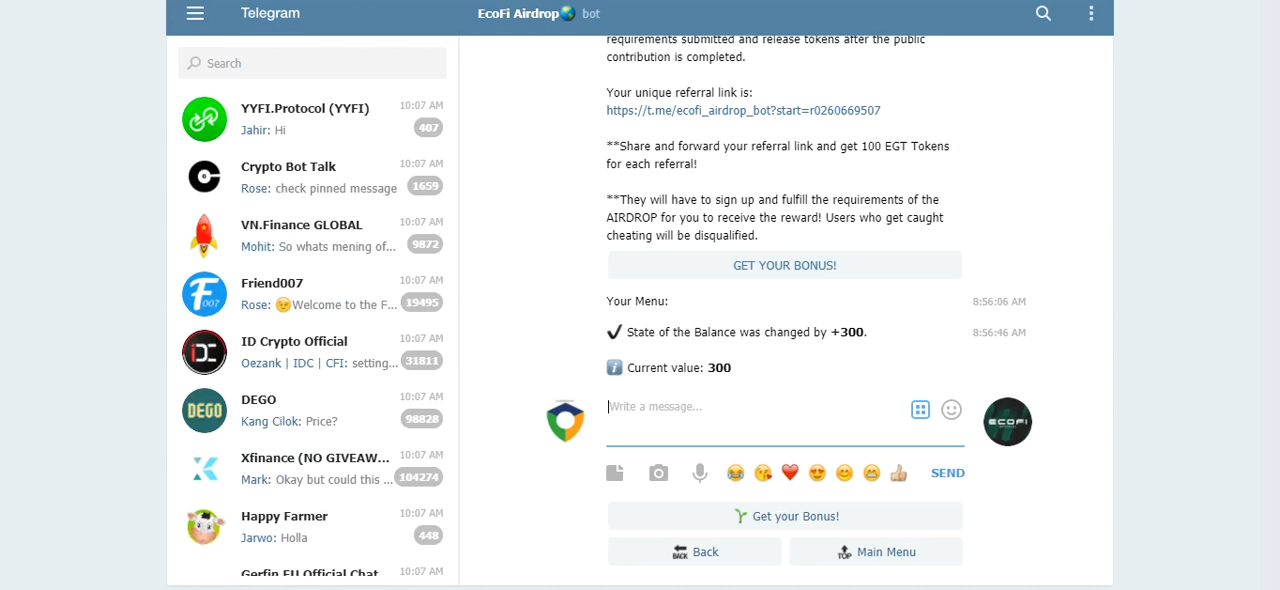 Telegram
EcoFi Airdrop🌏 bot
Search
YYFI.Protocol (YYFI) 10:07 AM
Jahir: Hi 407
Crypto Bot Talk 10:07 AM
Rose: check pinned message 1659
VN.Finance GLOBAL 10:07 AM
Mohit: So whats mening of... 9872
Friend007 10:07 AM
Rose: 😉Welcome to the F... 19495
ID Crypto Official 10:07 AM
Oezank | IDC | CFI: setting... 31811
DEGO 10:07 AM
Kang Cilok: Price? 98828
Xfinance (NO GIVEAW... 10:07 AM
Mark: Okay but could this ... 104274
Happy Farmer 10:07 AM
Jarwo: Holla 448
Gerfin EU Official Chat 10:07 AM
requirements submitted and release tokens after the public
contribution is completed.
Your unique referral link is:
https://t.me/ecofi_airdrop_bot?start=r0260669507
**Share and forward your referral link and get 100 EGT Tokens
for each referral!
**They will have to sign up and fulfill the requirements of the
AIRDROP for you to receive the reward! Users who get caught
cheating will be disqualified.
GET YOUR BONUS!
Your Menu: 8:56:06 AM
✔ State of the Balance was changed by +300. 8:56:46 AM
ℹ Current value: 300
Write a message...
ECOFI
😂 😘 ❤ 😍 😊 😁 👍 SEND
🌱 Get your Bonus!
🔙 BACK Back
🔝 TOP Main Menu
DEGO
F007
IDC